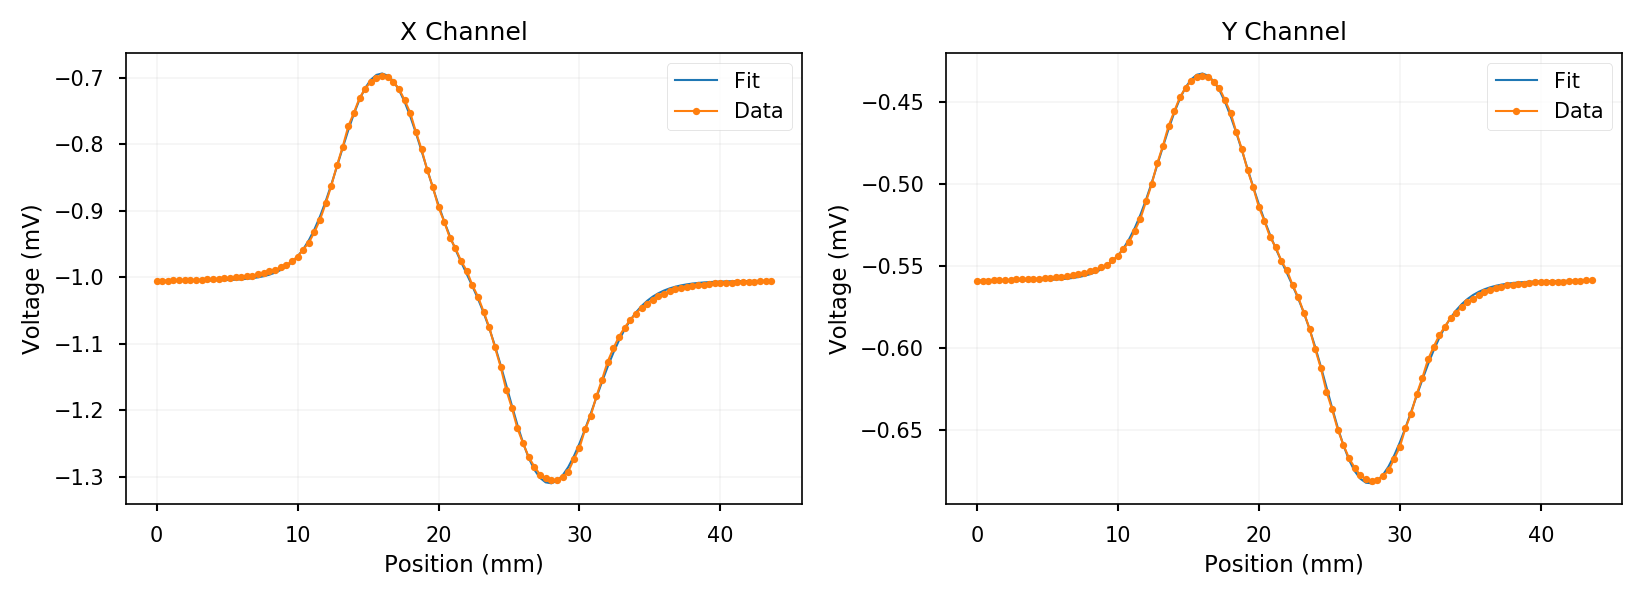 X Channel
Voltage (mV)
−0.7
−0.8
−0.9
−1.0
−1.1
−1.2
−1.3
0 10 20 30 40
Position (mm)
Fit
Data
Y Channel
Voltage (mV)
−0.45
−0.50
−0.55
−0.60
−0.65
0 10 20 30 40
Position (mm)
Fit
Data